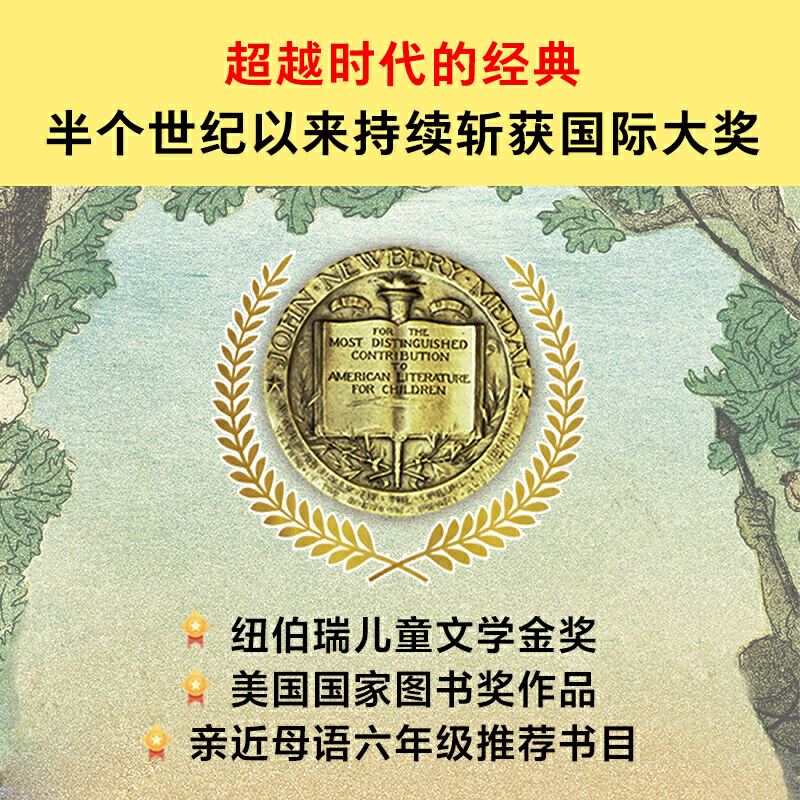 超越时代的经典
半个世纪以来持续斩获国际大奖
JOHN · NEWBERY · MEDAL
FOR THE
MOST DISTINGUISHED
CONTRIBUTION
TO
AMERICAN LITERATURE
FOR CHILDREN
纽伯瑞儿童文学金奖
美国国家图书奖作品
亲近母语六年级推荐书目